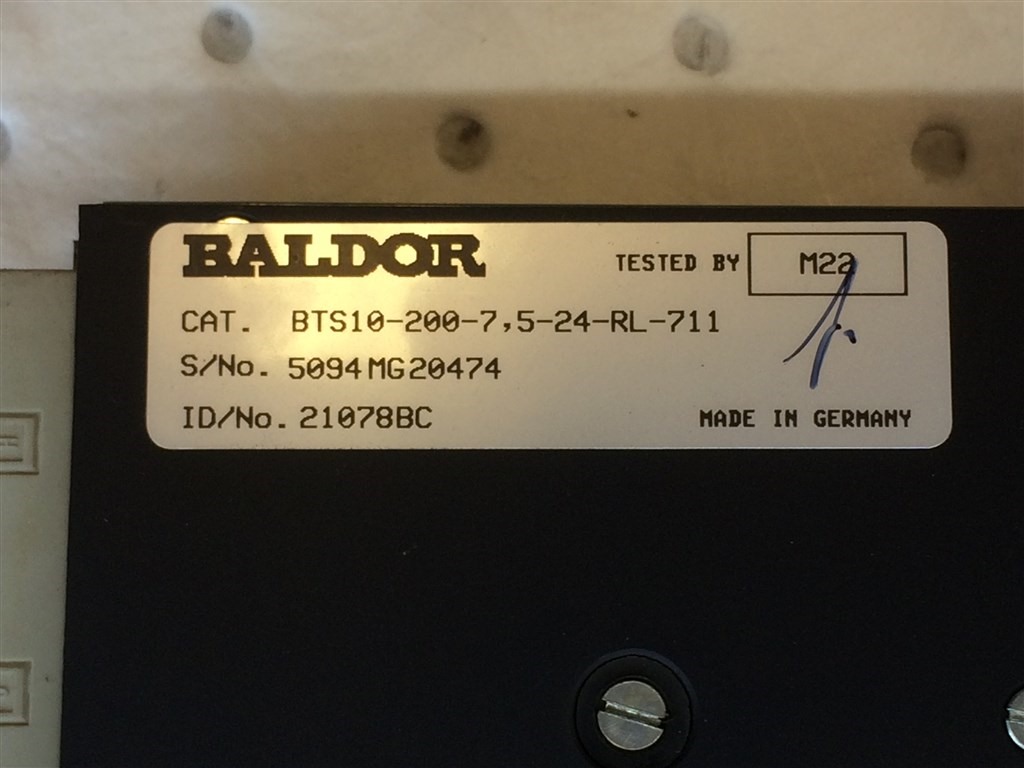 BALDOR
TESTED BY M22
CAT. BTS10-200-7,5-24-RL-711
S/No. 5094MG20474
ID/No. 21078BC
MADE IN GERMANY